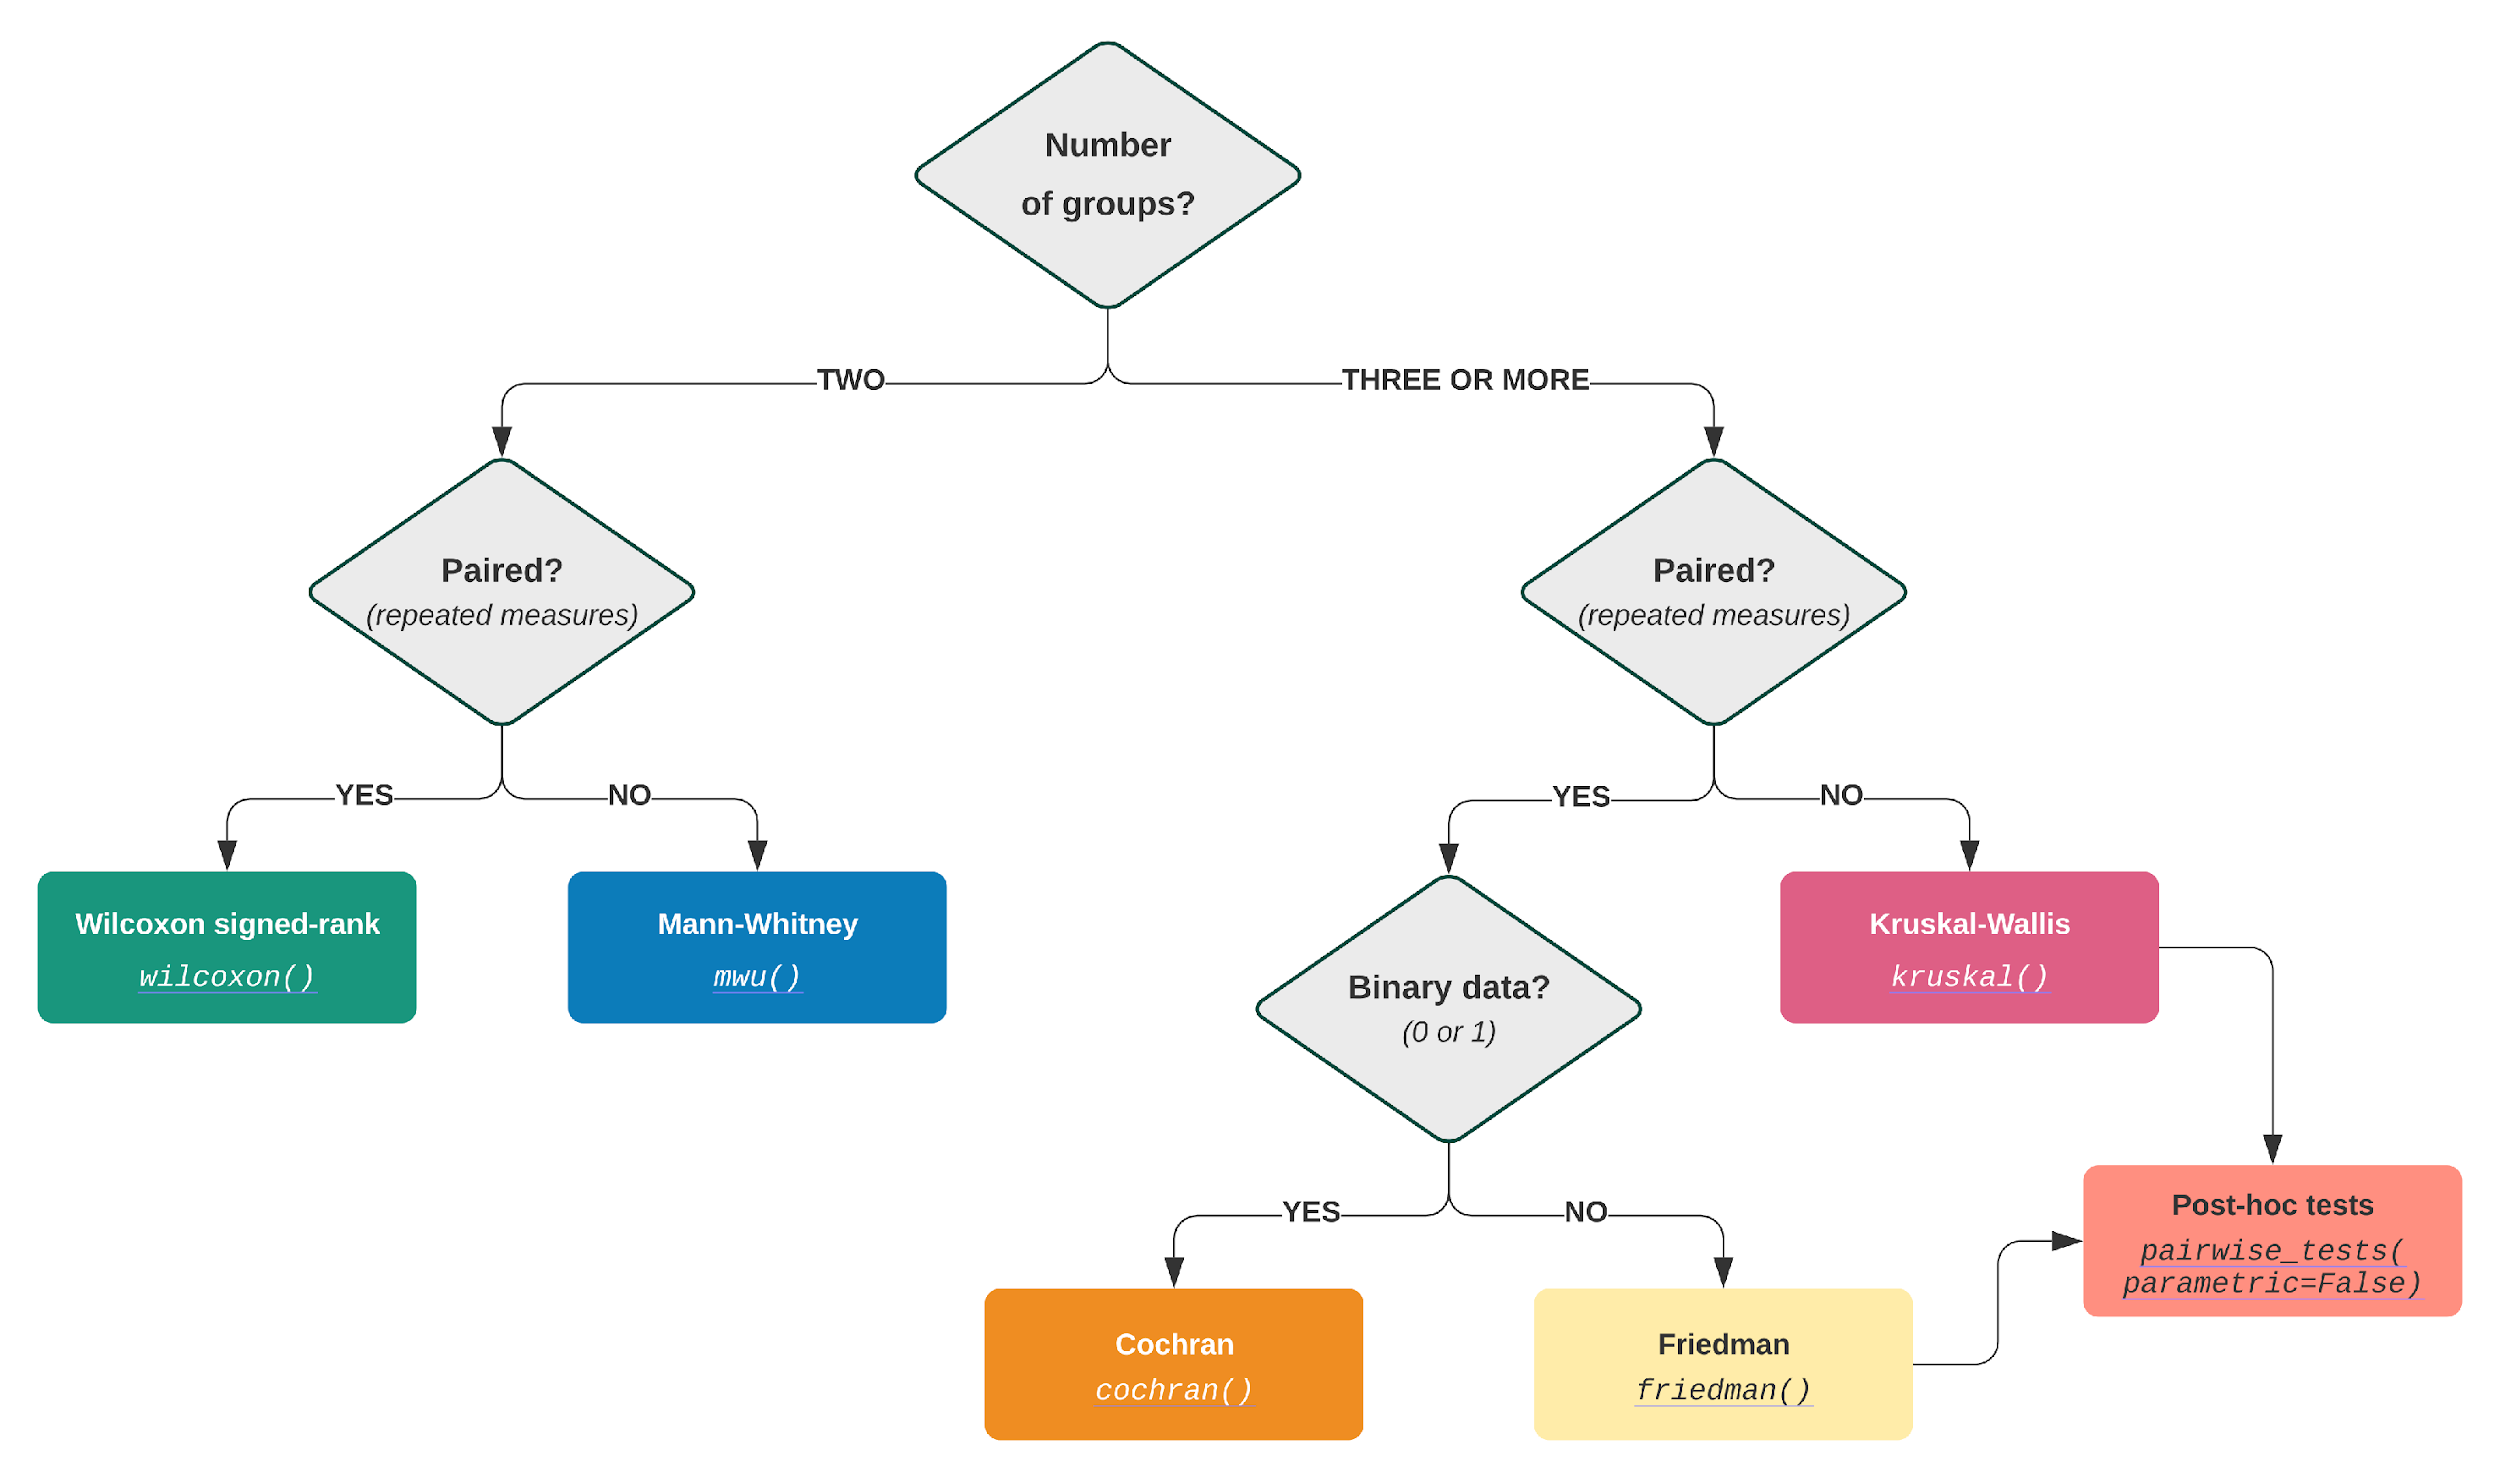 Number
of groups?
TWO
THREE OR MORE
Paired?
(repeated measures)
Paired?
(repeated measures)
YES
NO
YES
NO
Wilcoxon signed-rank
wilcoxon()
Mann-Whitney
mwu()
Binary data?
(0 or 1)
Kruskal-Wallis
kruskal()
YES
NO
Post-hoc tests
pairwise_tests(
parametric=False)
Cochran
cochran()
Friedman
friedman()